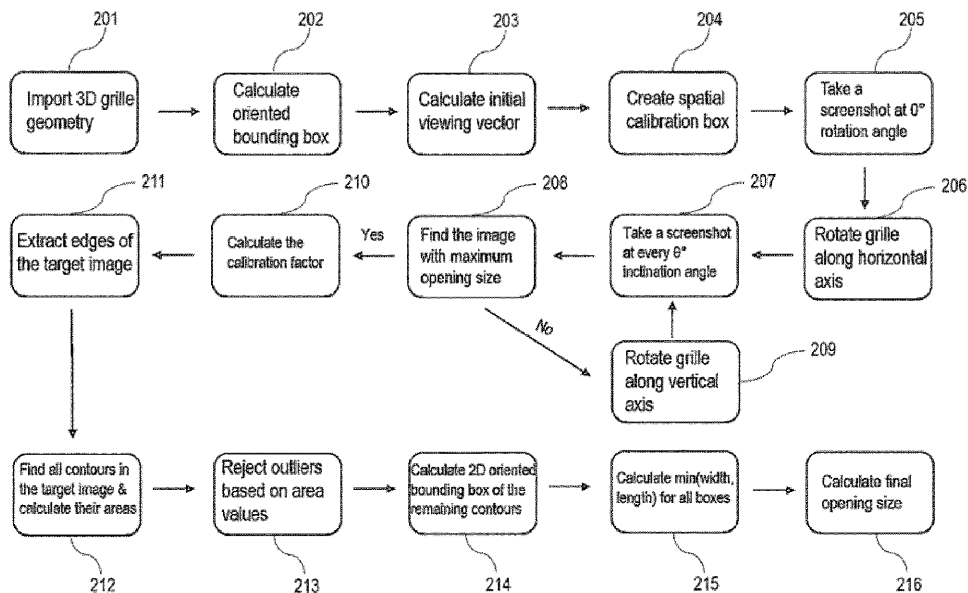 201
202
203
204
205
Import 3D grille
geometry
Calculate
oriented
bounding box
Calculate initial
viewing vector
Create spatial
calibration box
Take a
screenshot at 0°
rotation angle
211
210
208
207
206
Extract edges of
the target image
Calculate the
calibration factor
Yes
Find the image
with maximum
opening size
Take a screenshot
at every θ°
inclination angle
Rotate grille
along horizontal
axis
No
Rotate grille
along vertical
axis
209
Find all contours in
the target image &
calculate their areas
Reject outliers
based on area
values
Calculate 2D oriented
bounding box of the
remaining contours
Calculate min(width,
length) for all boxes
Calculate final
opening size
212
213
214
215
216